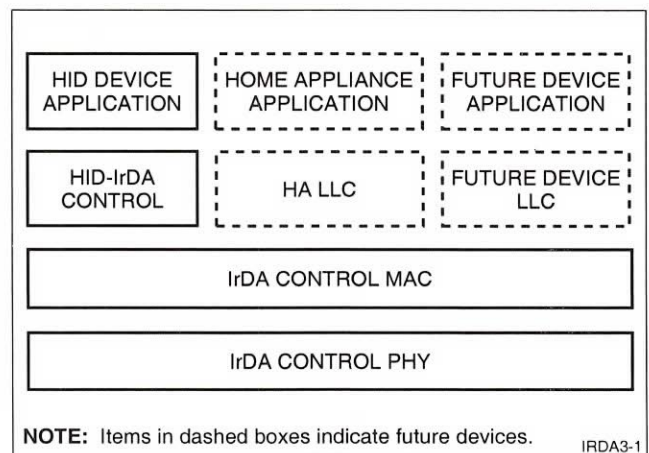 HID DEVICE
APPLICATION
HOME APPLIANCE
APPLICATION
FUTURE DEVICE
APPLICATION
HID-IrDA
CONTROL
HA LLC
FUTURE DEVICE
LLC
IrDA CONTROL MAC
IrDA CONTROL PHY
NOTE: Items in dashed boxes indicate future devices.
IRDA3-1